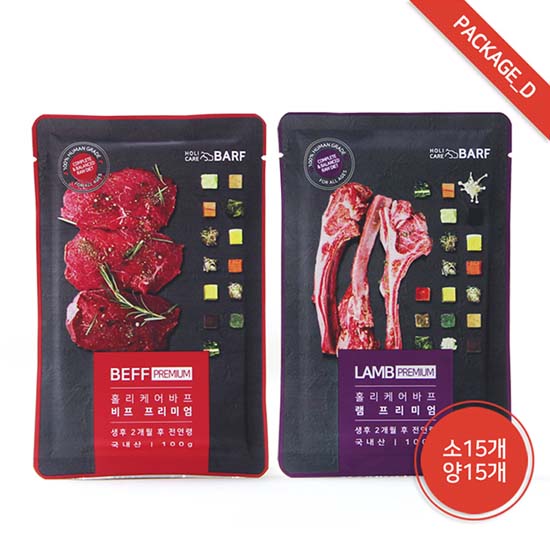 PACKAGE_D
100% HUMAN GRADE
COMPLETE
& BALANCED
RAW DIET
FOR ALL AGES
HOLI
CARE BARF
BEFF PREMIUM
홀리케어바프
비프 프리미엄
생후 2개월 후 전연령
국내산 | 100g
100% HUMAN GRADE
COMPLETE
& BALANCED
RAW DIET
FOR ALL AGES
HOLI
CARE BARF
LAMB PREMIUM
홀리케어바프
램 프리미엄
생후 2개월 후 전연령
국내산 | 100
소15개
양15개